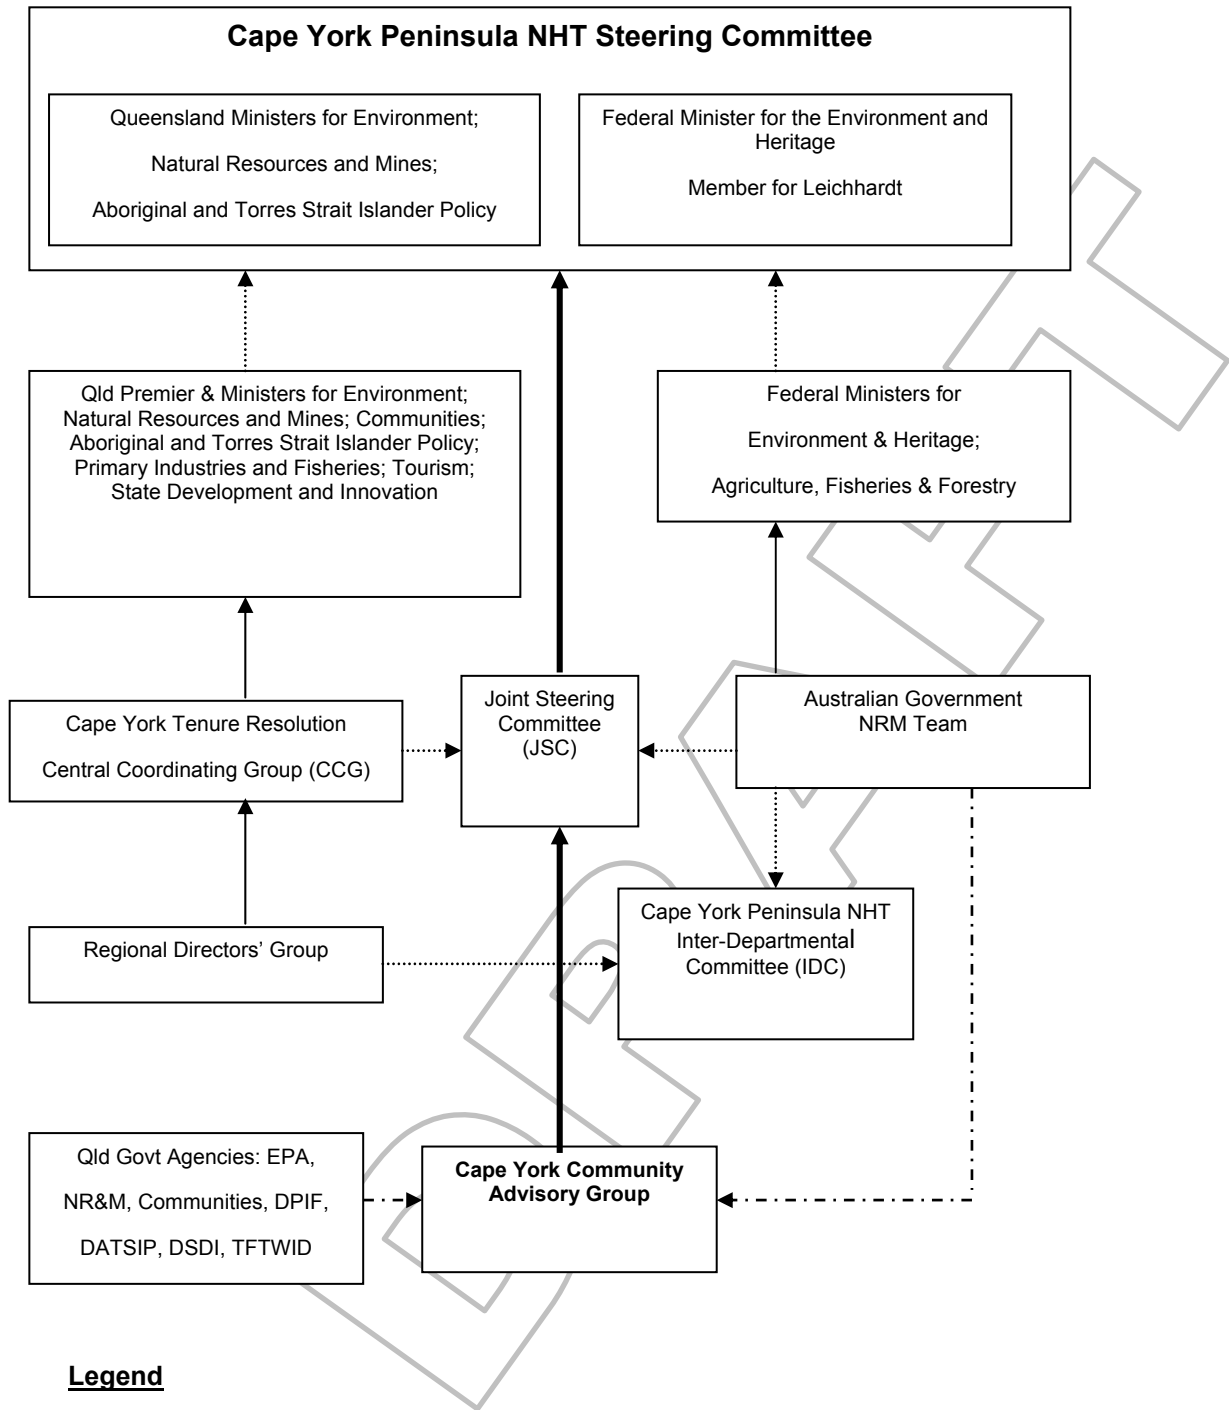 Cape York Peninsula NHT Steering Committee
Queensland Ministers for Environment;
Natural Resources and Mines;
Aboriginal and Torres Strait Islander Policy
Federal Minister for the Environment and
Heritage
Member for Leichhardt
Qld Premier & Ministers for Environment;
Natural Resources and Mines; Communities;
Aboriginal and Torres Strait Islander Policy;
Primary Industries and Fisheries; Tourism;
State Development and Innovation
Federal Ministers for
Environment & Heritage;
Agriculture, Fisheries & Forestry
Cape York Tenure Resolution
Central Coordinating Group (CCG)
Joint Steering
Committee
(JSC)
Australian Government
NRM Team
Regional Directors’ Group
Cape York Peninsula NHT
Inter-Departmental
Committee (IDC)
Qld Govt Agencies: EPA,
NR&M, Communities, DPIF,
DATSIP, DSDI, TFTWID
Cape York Community
Advisory Group
Legend
DRAFT